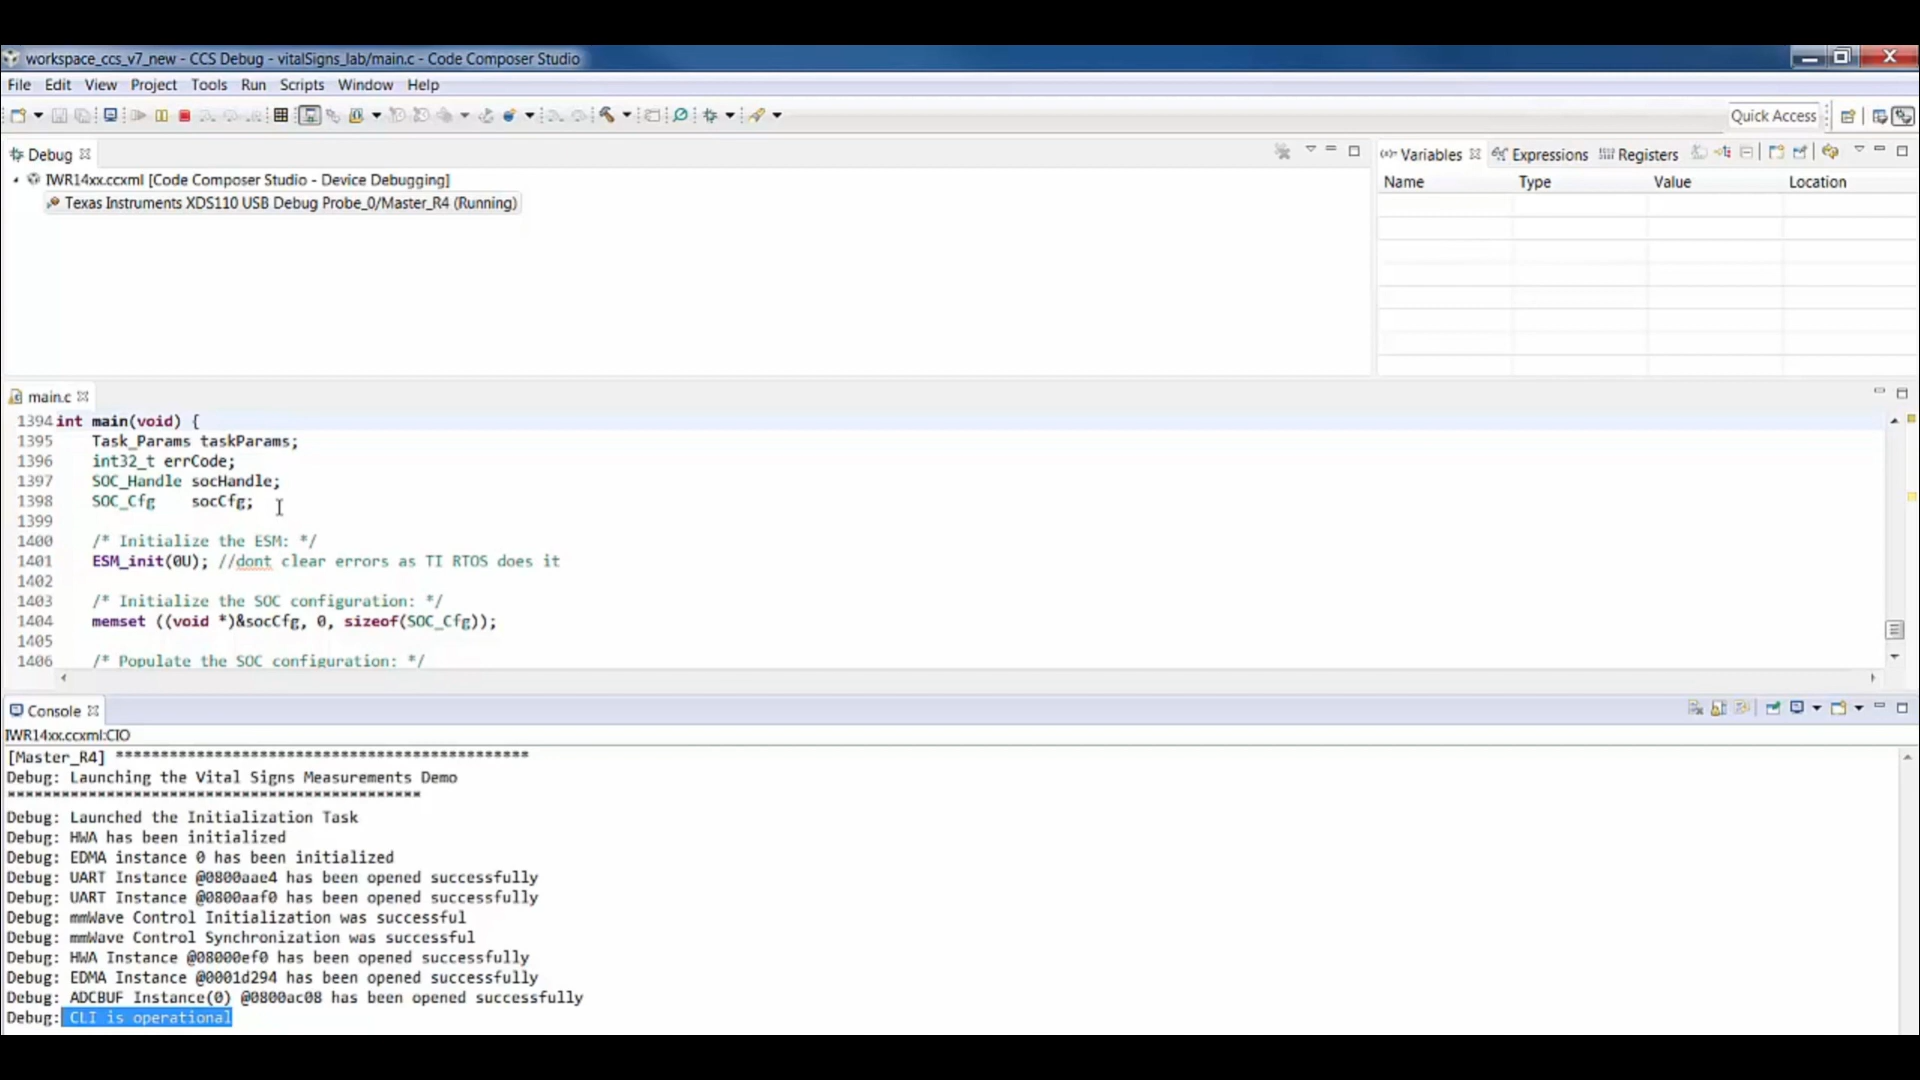 workspace_ccs_v7_new - CCS Debug - vitalSigns_lab/main.c - Code Composer Studio
File Edit View Project Tools Run Scripts Window Help
Quick Access
Debug
IWR14xx.ccxml [Code Composer Studio - Device Debugging]
Texas Instruments XDS110 USB Debug Probe_0/Master_R4 (Running)
(x)= Variables Expressions Registers
Name Type Value Location
main.c
1394 int main(void) {
1395 Task_Params taskParams;
1396 int32_t errCode;
1397 SOC_Handle socHandle;
1398 SOC_Cfg socCfg;
1399
1400 /* Initialize the ESM: */
1401 ESM_init(0U); //dont clear errors as TI RTOS does it
1402
1403 /* Initialize the SOC configuration: */
1404 memset ((void *)&socCfg, 0, sizeof(SOC_Cfg));
1405
1406 /* Populate the SOC configuration: */
Console
IWR14xx.ccxml:CIO
[Master_R4] **********************************************
Debug: Launching the Vital Signs Measurements Demo
**********************************************
Debug: Launched the Initialization Task
Debug: HWA has been initialized
Debug: EDMA instance 0 has been initialized
Debug: UART Instance @0800aae4 has been opened successfully
Debug: UART Instance @0800aaf0 has been opened successfully
Debug: mmWave Control Initialization was successful
Debug: mmWave Control Synchronization was successful
Debug: HWA Instance @08000ef0 has been opened successfully
Debug: EDMA Instance @0001d294 has been opened successfully
Debug: ADCBUF Instance(0) @0800ac08 has been opened successfully
Debug: CLI is operational